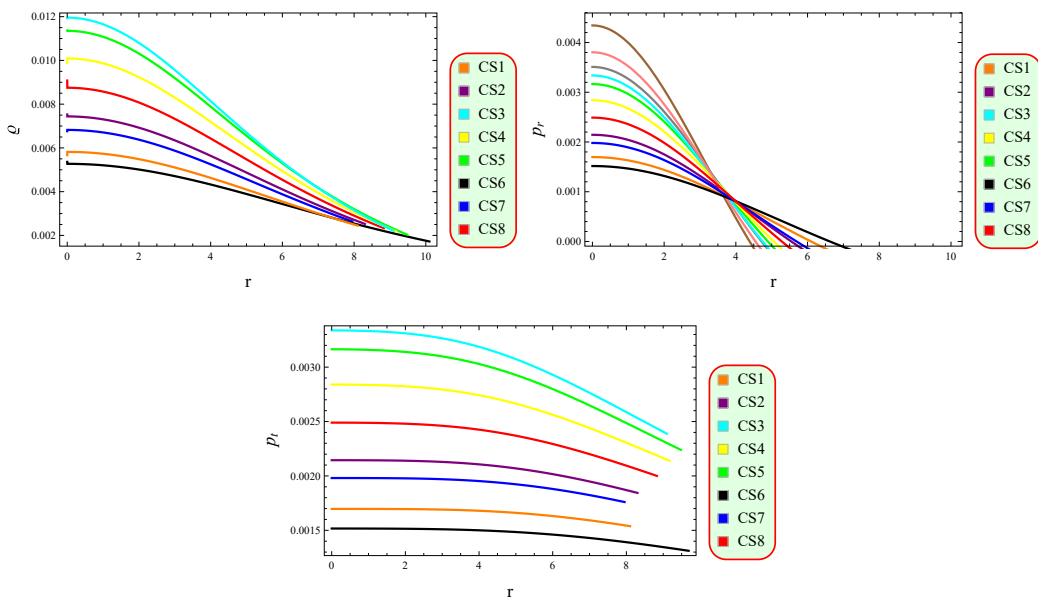 0.012
0.010
0.008
0.006
0.004
0.002
ϱ
0 2 4 6 8 10
r
CS1
CS2
CS3
CS4
CS5
CS6
CS7
CS8
0.004
0.003
0.002
0.001
0.000
p_r
0 2 4 6 8 10
r
CS1
CS2
CS3
CS4
CS5
CS6
CS7
CS8
0.0030
0.0025
0.0020
0.0015
p_t
0 2 4 6 8
r
CS1
CS2
CS3
CS4
CS5
CS6
CS7
CS8